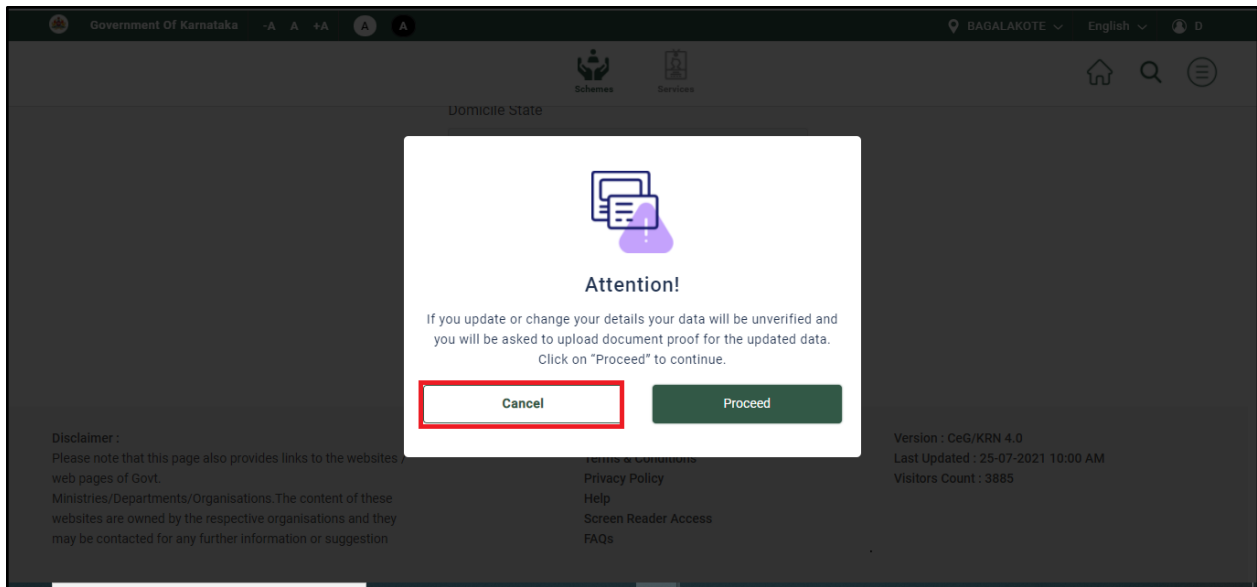 Government Of Karnataka -A A +A A A BAGALAKOTE English D
Schemes Services
Domicile State
Attention!
If you update or change your details your data will be unverified and
you will be asked to upload document proof for the updated data.
Click on “Proceed” to continue.
Cancel Proceed
Disclaimer :
Please note that this page also provides links to the websites /
web pages of Govt.
Ministries/Departments/Organisations.The content of these
websites are owned by the respective organisations and they
may be contacted for any further information or suggestion
Terms & Conditions
Privacy Policy
Help
Screen Reader Access
FAQs
Version : CeG/KRN 4.0
Last Updated : 25-07-2021 10:00 AM
Visitors Count : 3885